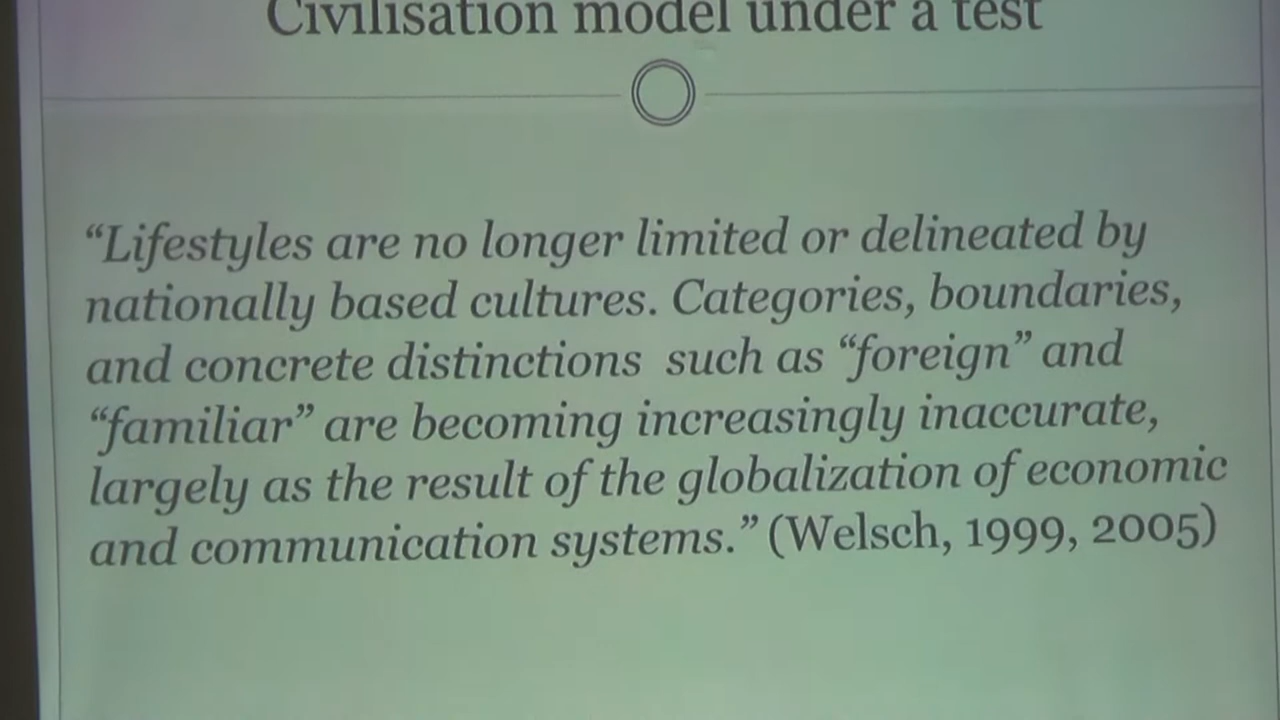 Civilisation model under a test
“Lifestyles are no longer limited or delineated by
nationally based cultures. Categories, boundaries,
and concrete distinctions such as “foreign” and
“familiar” are becoming increasingly inaccurate,
largely as the result of the globalization of economic
and communication systems.” (Welsch, 1999, 2005)